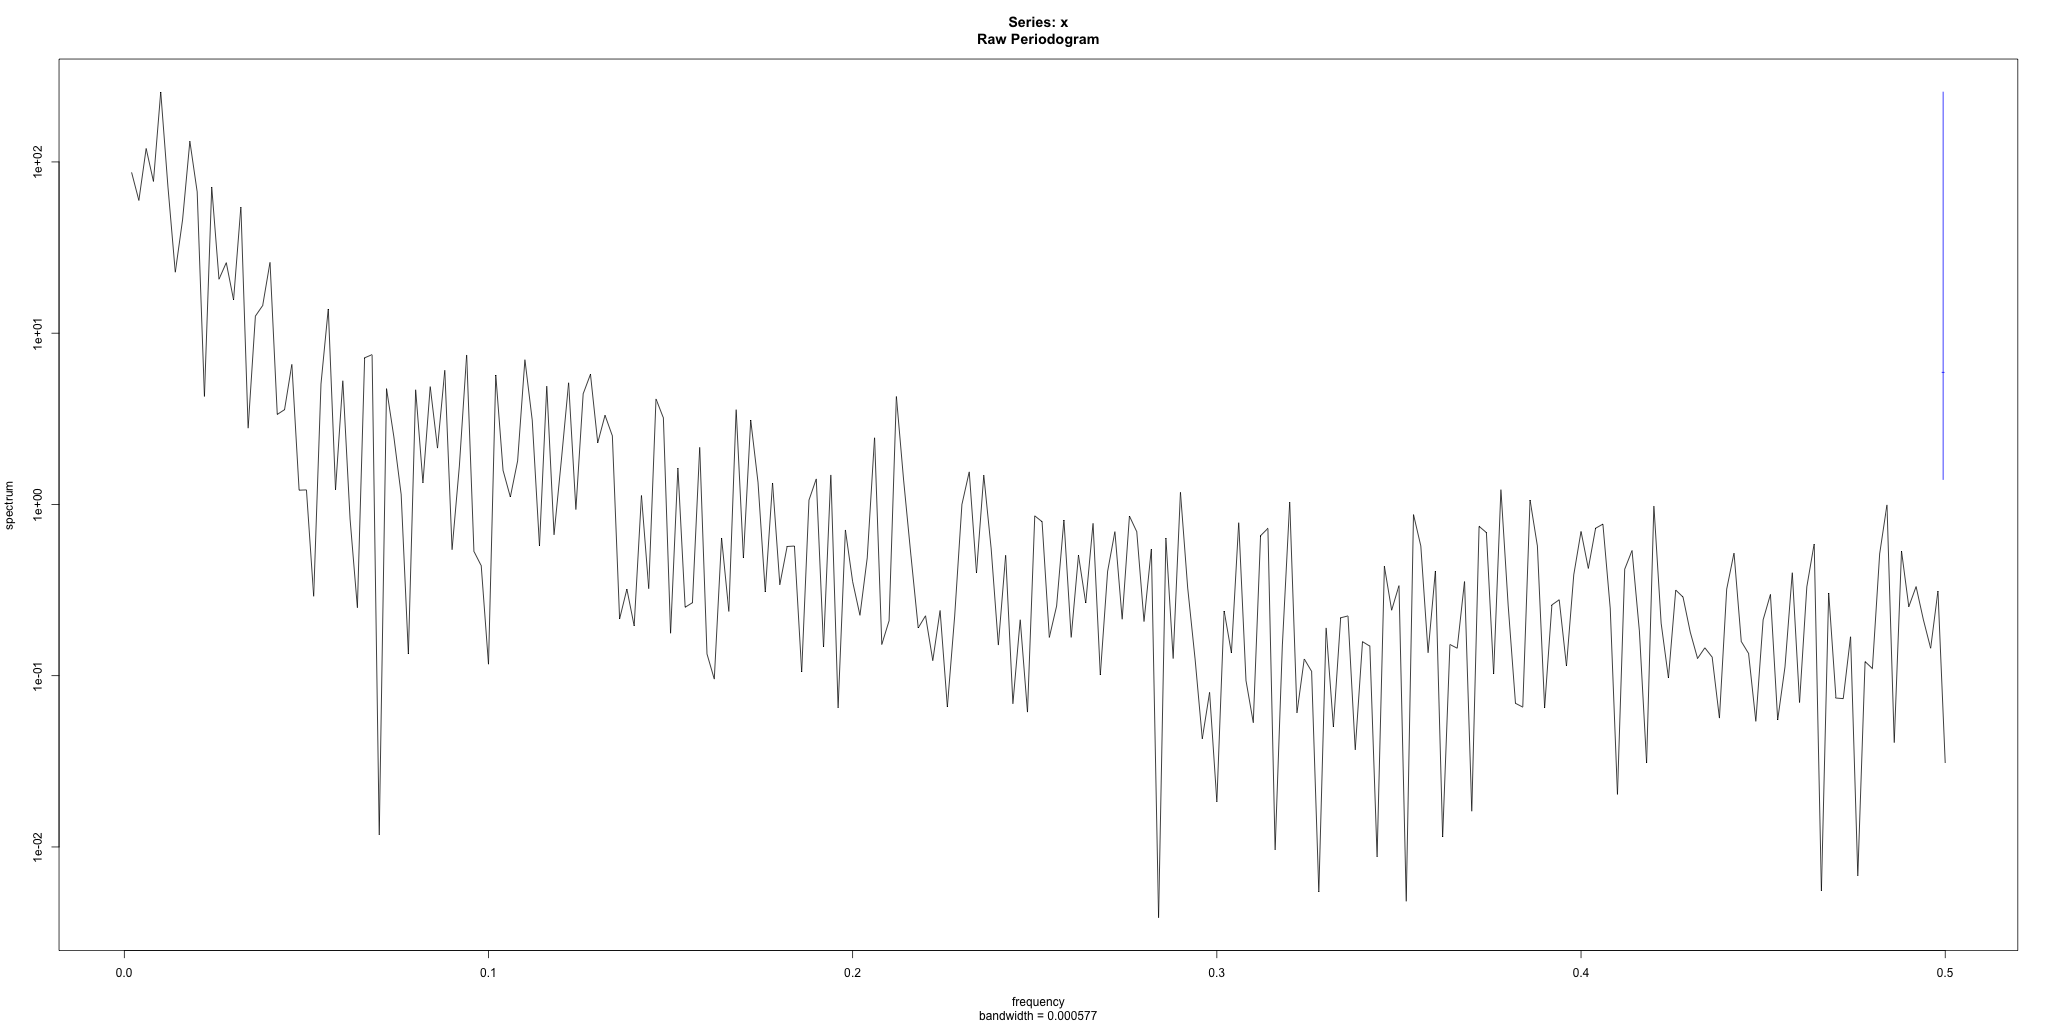 Series: x
Raw Periodogram
spectrum
1e+02
1e+01
1e+00
1e-01
1e-02
0.0
0.1
0.2
0.3
0.4
0.5
frequency
bandwidth = 0.000577